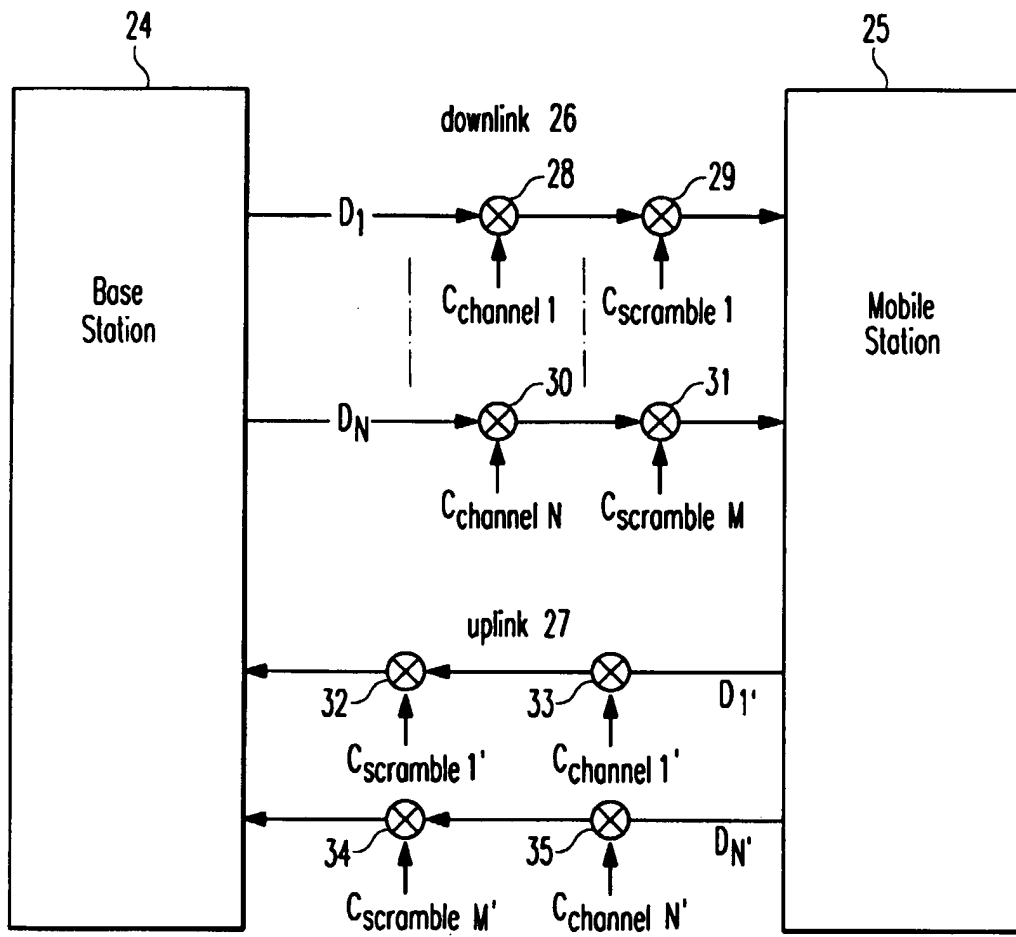 24
25
downlink 26
28
29
D1
Cchannel 1
Cscramble 1
Base
Station
Mobile
Station
30
31
DN
Cchannel N
Cscramble M
uplink 27
32
33
D1'
Cscramble 1'
Cchannel 1'
34
35
DN'
Cscramble M'
Cchannel N'